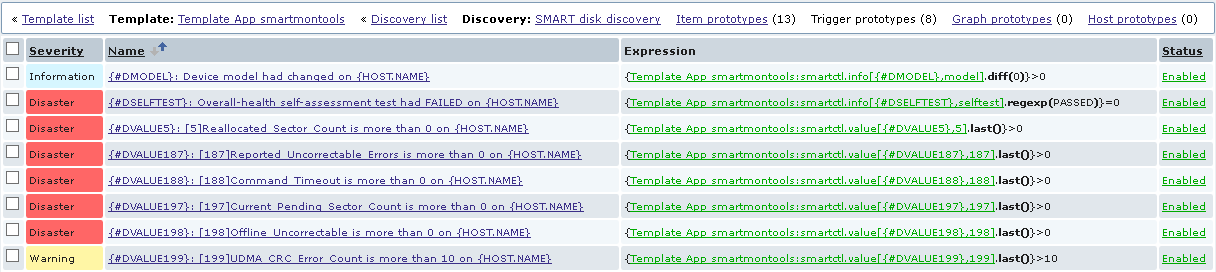 « Template list Template: Template App smartmontools « Discovery list Discovery: SMART disk discovery Item prototypes (13) Trigger prototypes (8) Graph prototypes (0) Host prototypes (0)
Severity Name Expression Status
Information {#DMODEL}: Device model had changed on {HOST.NAME} {Template App smartmontools:smartctl.info[{#DMODEL},model].diff(0)}>0 Enabled
Disaster {#DSELFTEST}: Overall-health self-assessment test had FAILED on {HOST.NAME} {Template App smartmontools:smartctl.info[{#DSELFTEST},selftest].regexp(PASSED)}=0 Enabled
Disaster {#DVALUE5}: [5]Reallocated_Sector_Count is more than 0 on {HOST.NAME} {Template App smartmontools:smartctl.value[{#DVALUE5},5].last()}>0 Enabled
Disaster {#DVALUE187}: [187]Reported_Uncorrectable_Errors is more than 0 on {HOST.NAME} {Template App smartmontools:smartctl.value[{#DVALUE187},187].last()}>0 Enabled
Disaster {#DVALUE188}: [188]Command_Timeout is more than 0 on {HOST.NAME} {Template App smartmontools:smartctl.value[{#DVALUE188},188].last()}>0 Enabled
Disaster {#DVALUE197}: [197]Current_Pending_Sector_Count is more than 0 on {HOST.NAME} {Template App smartmontools:smartctl.value[{#DVALUE197},197].last()}>0 Enabled
Disaster {#DVALUE198}: [198]Offline_Uncorrectable is more than 0 on {HOST.NAME} {Template App smartmontools:smartctl.value[{#DVALUE198},198].last()}>0 Enabled
Warning {#DVALUE199}: [199]UDMA_CRC_Error_Count is more than 10 on {HOST.NAME} {Template App smartmontools:smartctl.value[{#DVALUE199},199].last()}>10 Enabled